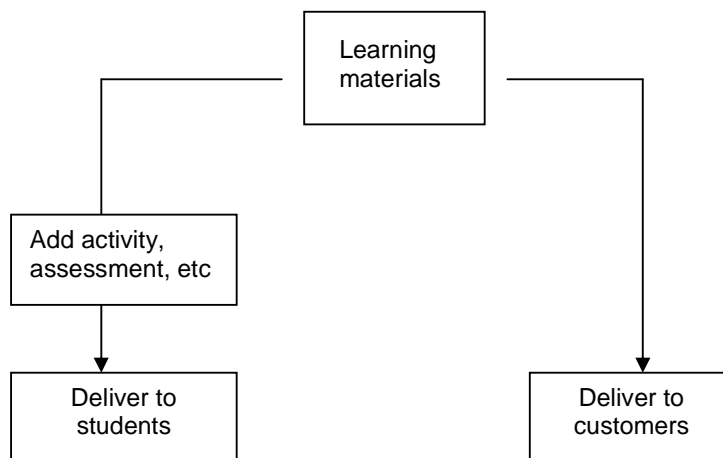 Learning
materials
Add activity,
assessment, etc
Deliver to
students
Deliver to
customers